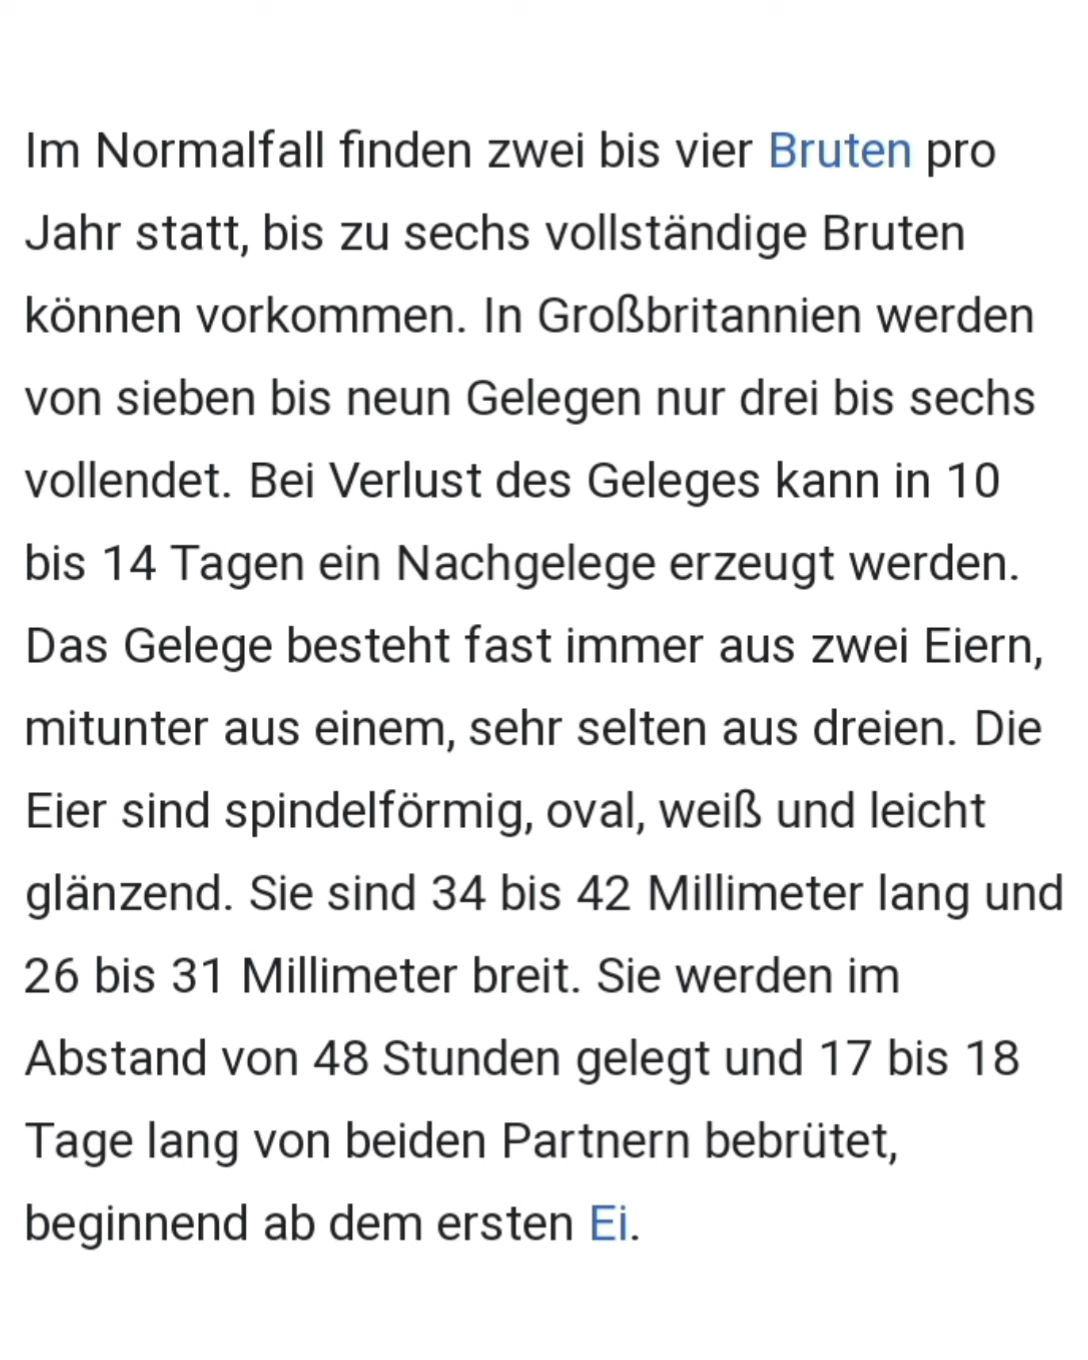 Im Normalfall finden zwei bis vier Bruten pro
Jahr statt, bis zu sechs vollständige Bruten
können vorkommen. In Großbritannien werden
von sieben bis neun Gelegen nur drei bis sechs
vollendet. Bei Verlust des Geleges kann in 10
bis 14 Tagen ein Nachgelege erzeugt werden.
Das Gelege besteht fast immer aus zwei Eiern,
mitunter aus einem, sehr selten aus dreien. Die
Eier sind spindelförmig, oval, weiß und leicht
glänzend. Sie sind 34 bis 42 Millimeter lang und
26 bis 31 Millimeter breit. Sie werden im
Abstand von 48 Stunden gelegt und 17 bis 18
Tage lang von beiden Partnern bebrütet,
beginnend ab dem ersten Ei.